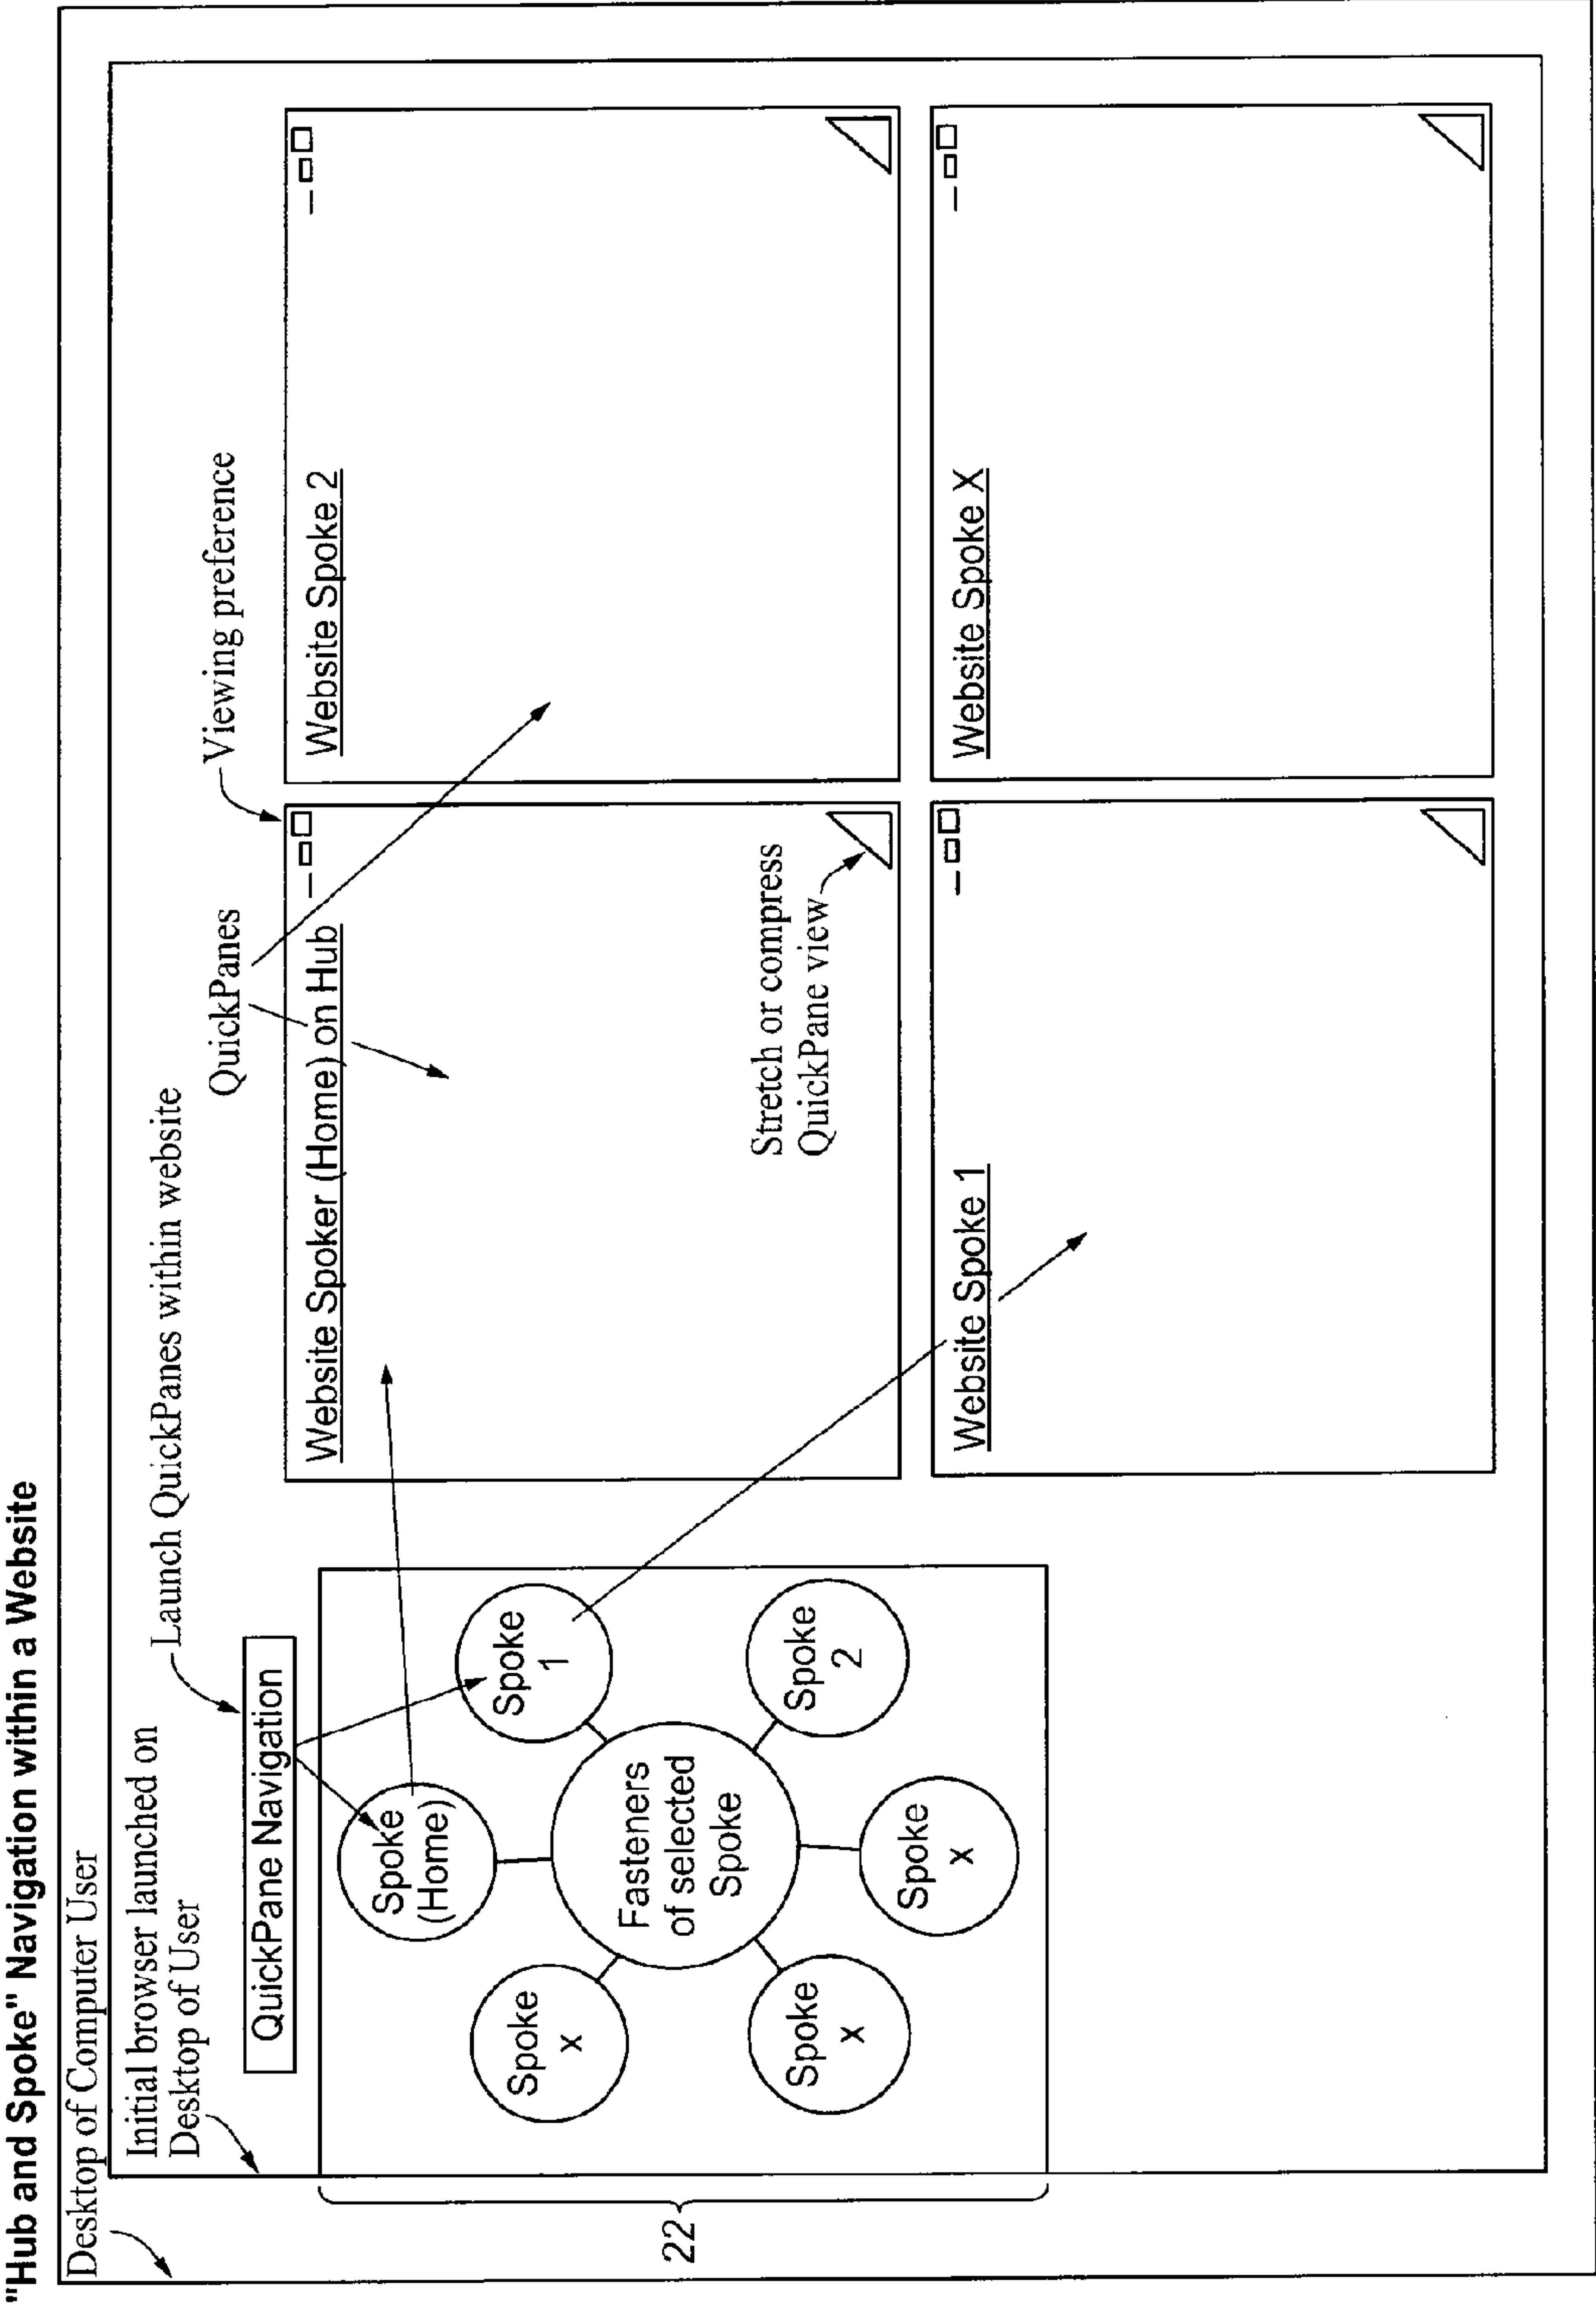 "Hub and Spoke" Navigation within a Website
Desktop of Computer User
Initial browser launched on
Desktop of User
Launch QuickPanes within website
QuickPanes
Viewing preference
QuickPane Navigation
Spoke
(Home)
Spoke
1
Spoke
2
Spoke
x
Spoke
x
Spoke
x
Fasteners
of selected
Spoke
22
Website Spoker (Home) on Hub
Stretch or compress
QuickPane view
Website Spoke 2
Website Spoke 1
Website Spoke X